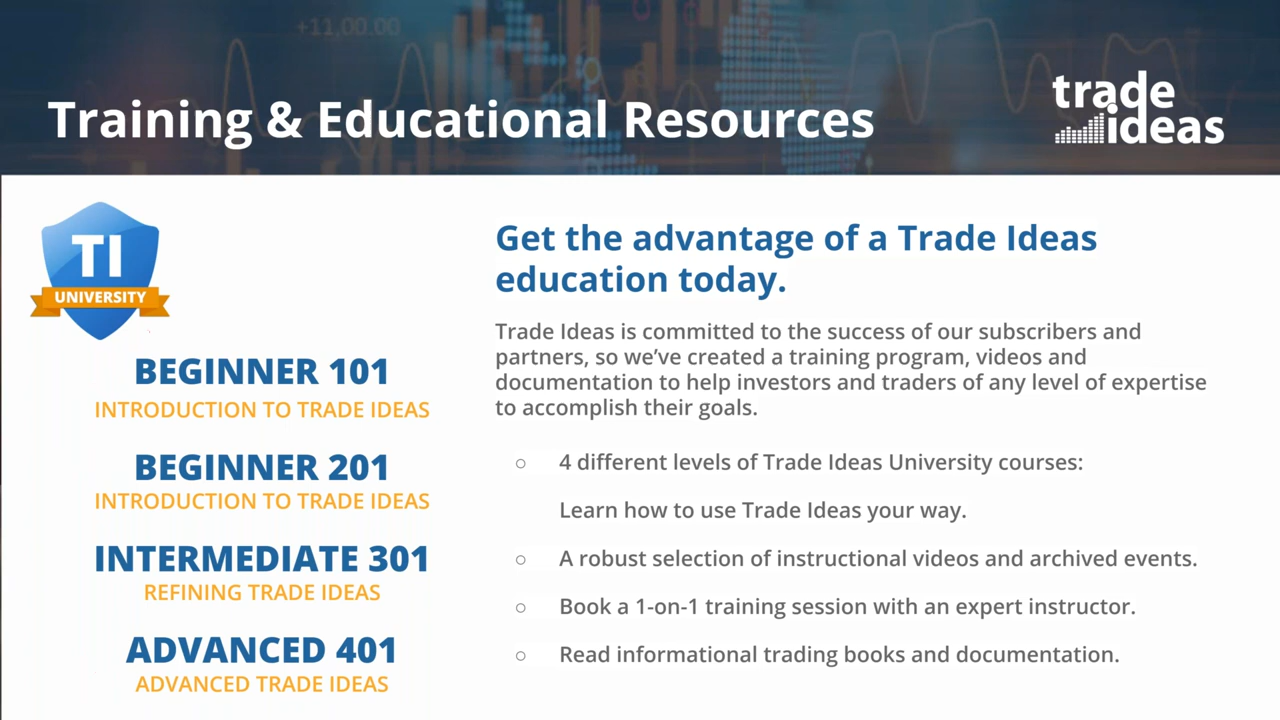 +11,00.00
Training & Educational Resources
trade
ideas
TI
UNIVERSITY
BEGINNER 101
INTRODUCTION TO TRADE IDEAS
BEGINNER 201
INTRODUCTION TO TRADE IDEAS
INTERMEDIATE 301
REFINING TRADE IDEAS
ADVANCED 401
ADVANCED TRADE IDEAS
Get the advantage of a Trade Ideas
education today.
Trade Ideas is committed to the success of our subscribers and
partners, so we’ve created a training program, videos and
documentation to help investors and traders of any level of expertise
to accomplish their goals.
○ 4 different levels of Trade Ideas University courses:
Learn how to use Trade Ideas your way.
○ A robust selection of instructional videos and archived events.
○ Book a 1-on-1 training session with an expert instructor.
○ Read informational trading books and documentation.